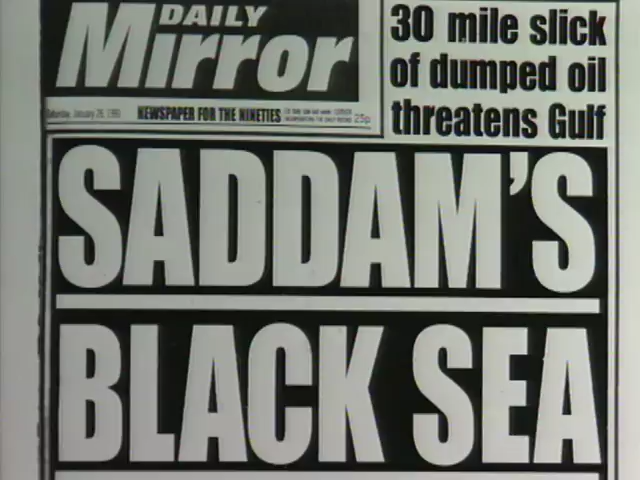 DAILY
Mirror
30 mile slick
of dumped oil
threatens Gulf
NEWSPAPER FOR THE NINETIES
25p
SADDAM'S
BLACK SEA